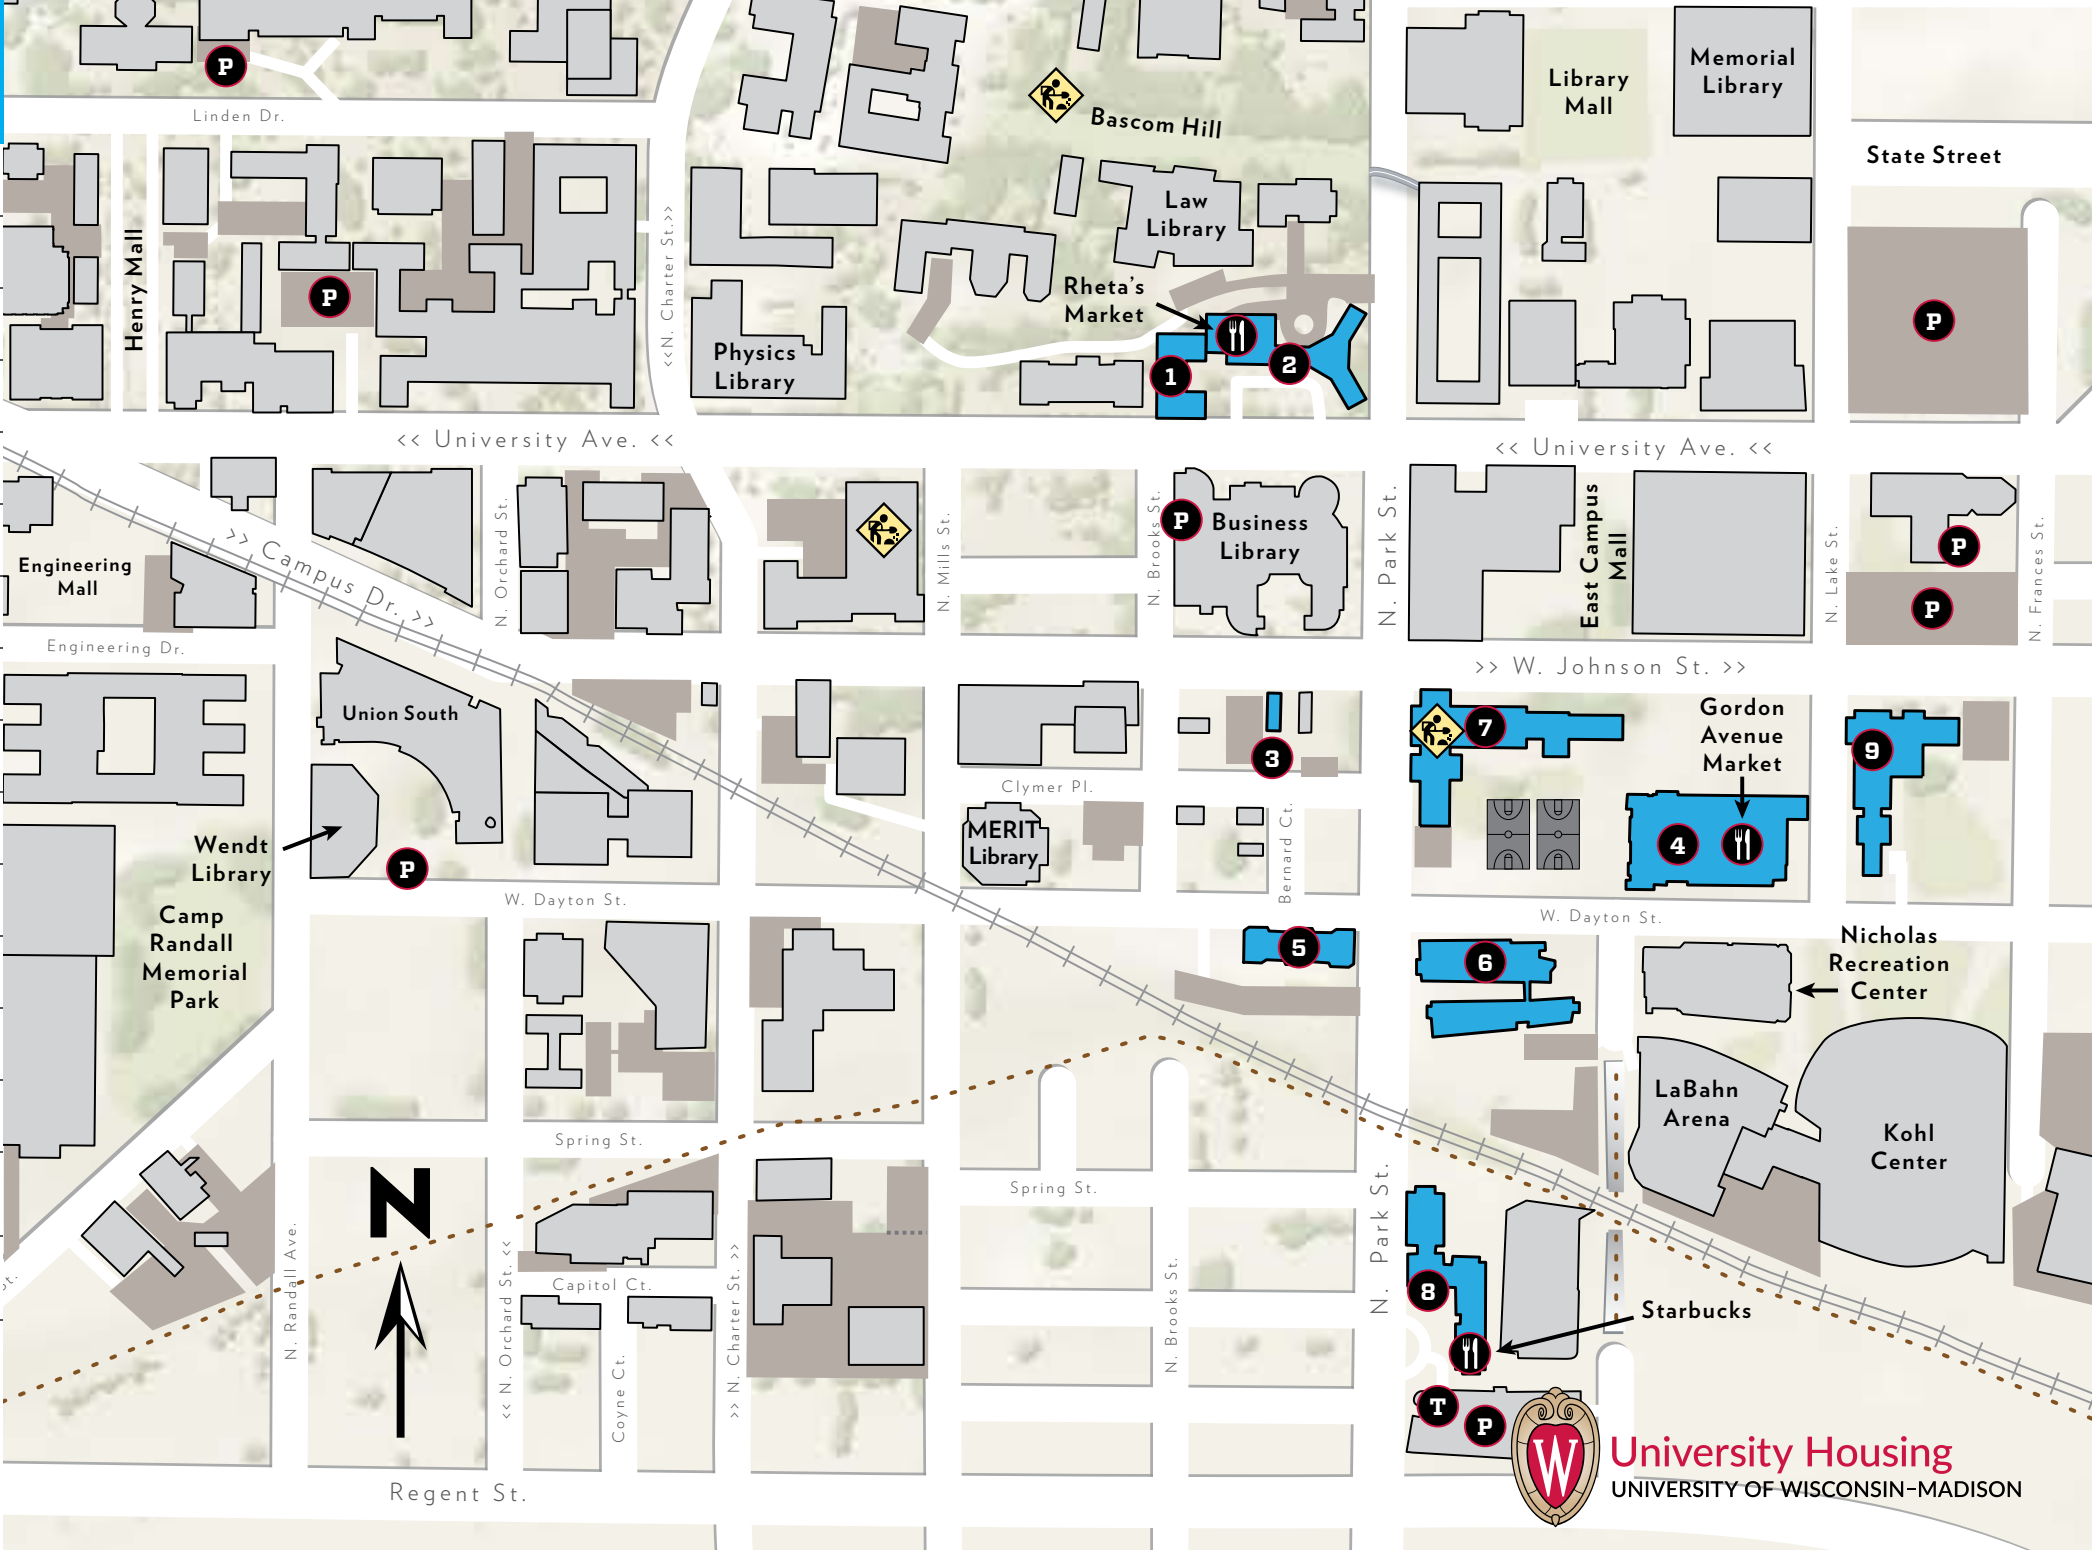 P
Linden Dr.
Bascom Hill
Library
Mall
Memorial
Library
State Street
Henry Mall
P
<<N. Charter St.>>
Law
Library
Rheta's
Market
Physics
Library
1
2
P
<< University Ave. <<
<< University Ave. <<
Engineering
Mall
>> Campus Dr. >>
N. Orchard St.
N. Mills St.
N. Brooks St.
P
Business
Library
N. Park St.
East Campus
Mall
N. Lake St.
P
P
N. Frances St.
Engineering Dr.
>> W. Johnson St. >>
Union South
3
7
Gordon
Avenue
Market
9
Clymer Pl.
Wendt
Library
P
MERIT
Library
Bernard Ct.
4
W. Dayton St.
W. Dayton St.
Camp
Randall
Memorial
Park
5
6
Nicholas
Recreation
Center
LaBahn
Arena
Kohl
Center
Spring St.
Spring St.
N
N. Randall Ave.
<< N. Orchard St. <<
Capitol Ct.
Coyne Ct.
>> N. Charter St. >>
N. Brooks St.
N. Park St.
8
Starbucks
St.
T
P
W
University Housing
UNIVERSITY OF WISCONSIN–MADISON
Regent St.